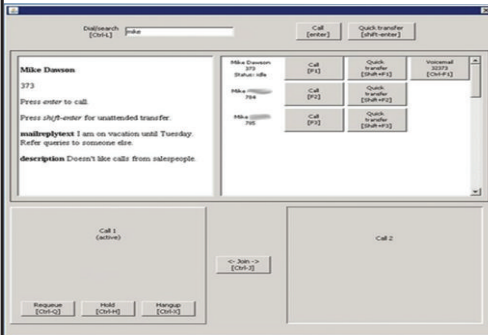 Dial/search
[Ctrl-L]
mike
Call
[enter]
Quick transfer
[shift-enter]
Mike Dawson
373
Press enter to call.
Press shift-enter for unattended transfer.
mailreplytext I am on vacation until Tuesday.
Refer queries to someone else.
description Doesn't like calls from salespeople.
Mike Dawson
373
Status: idle
Call
[F1]
Quick
transfer
[Shift+F1]
Voicemail
32373
[Ctrl-F1]
Mike
794
Call
[F2]
Quick
transfer
[Shift+F2]
Mike
795
Call
[F3]
Quick
transfer
[Shift+F3]
Call 1
(active)
Requeue
[Ctrl-Q]
Hold
[Ctrl-H]
Hangup
[Ctrl-X]
<- Join ->
[Ctrl-J]
Call 2